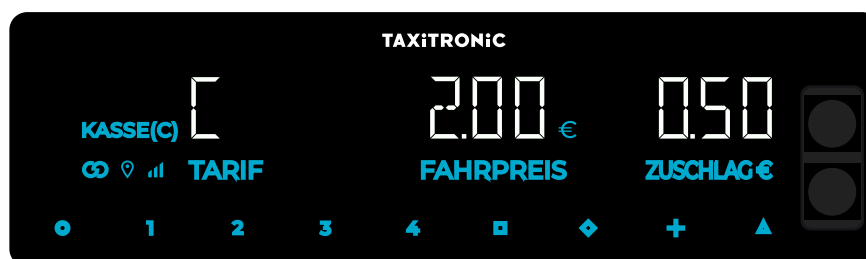 TAXiTRONiC
KASSE(C) C 2.00 € 0.50
TARIF FAHRPREIS ZUSCHLAG €
1 2 3 4